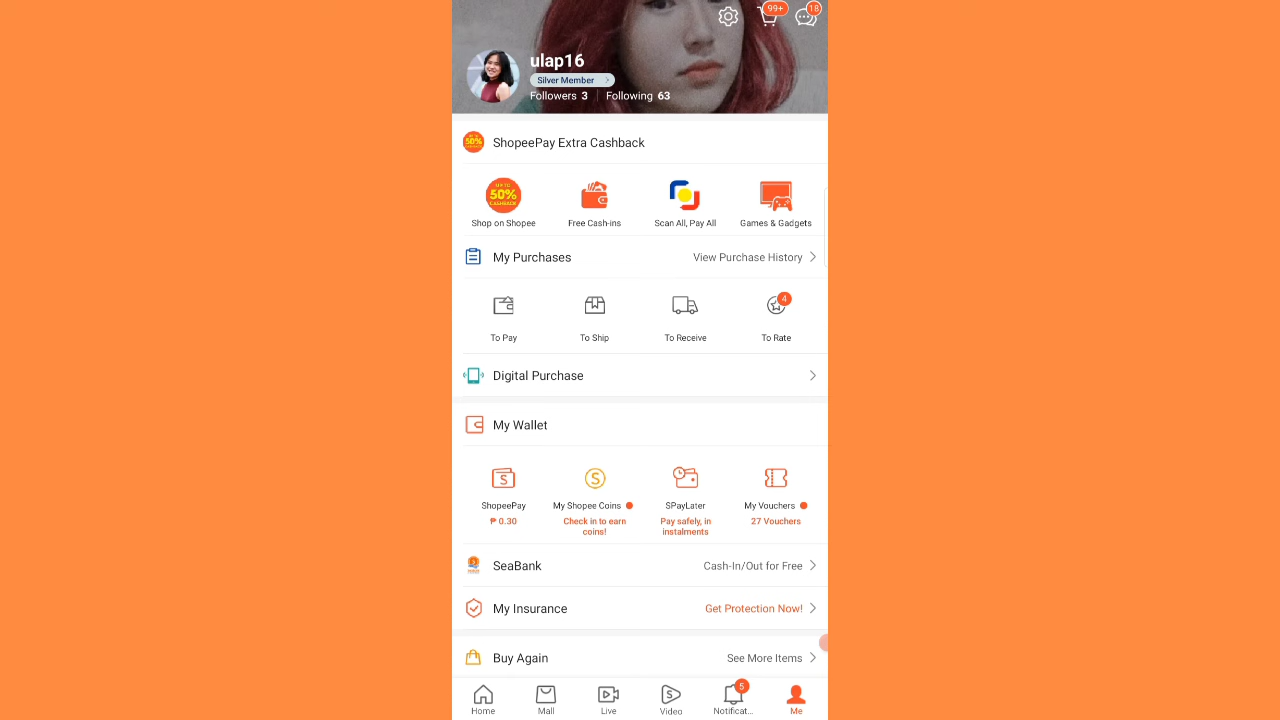 99+
18
ulap16
Silver Member
Followers 3 Following 63
UP TO 50% CASHBACK
ShopeePay Extra Cashback
UP TO
50%
CASHBACK
Shop on Shopee
Free Cash-ins
Scan All, Pay All
Games & Gadgets
My Purchases
View Purchase History
4
To Pay
To Ship
To Receive
To Rate
Digital Purchase
My Wallet
ShopeePay
₱ 0.30
My Shopee Coins
Check in to earn
coins!
SPayLater
Pay safely, in
instalments
My Vouchers
27 Vouchers
SeaBank
Cash-In/Out for Free
My Insurance
Get Protection Now!
Buy Again
See More Items
5
Home
Mall
Live
Video
Notificat...
Me